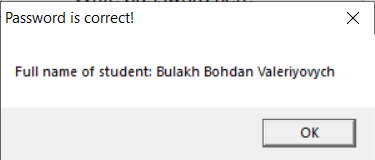 Password is correct!
Full name of student: Bulakh Bohdan Valeriyovych
OK